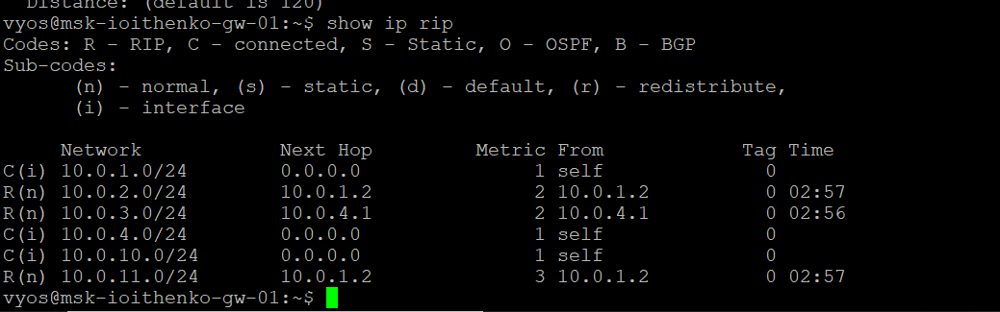 Distance: (default is 120)
vyos@msk-ioithenko-gw-01:~$ show ip rip
Codes: R - RIP, C - connected, S - Static, O - OSPF, B - BGP
Sub-codes:
      (n) - normal, (s) - static, (d) - default, (r) - redistribute,
      (i) - interface

     Network            Next Hop         Metric From            Tag Time
C(i) 10.0.1.0/24        0.0.0.0               1 self              0
R(n) 10.0.2.0/24        10.0.1.2              2 10.0.1.2          0 02:57
R(n) 10.0.3.0/24        10.0.4.1              2 10.0.4.1          0 02:56
C(i) 10.0.4.0/24        0.0.0.0               1 self              0
C(i) 10.0.10.0/24       0.0.0.0               1 self              0
R(n) 10.0.11.0/24       10.0.1.2              3 10.0.1.2          0 02:57
vyos@msk-ioithenko-gw-01:~$